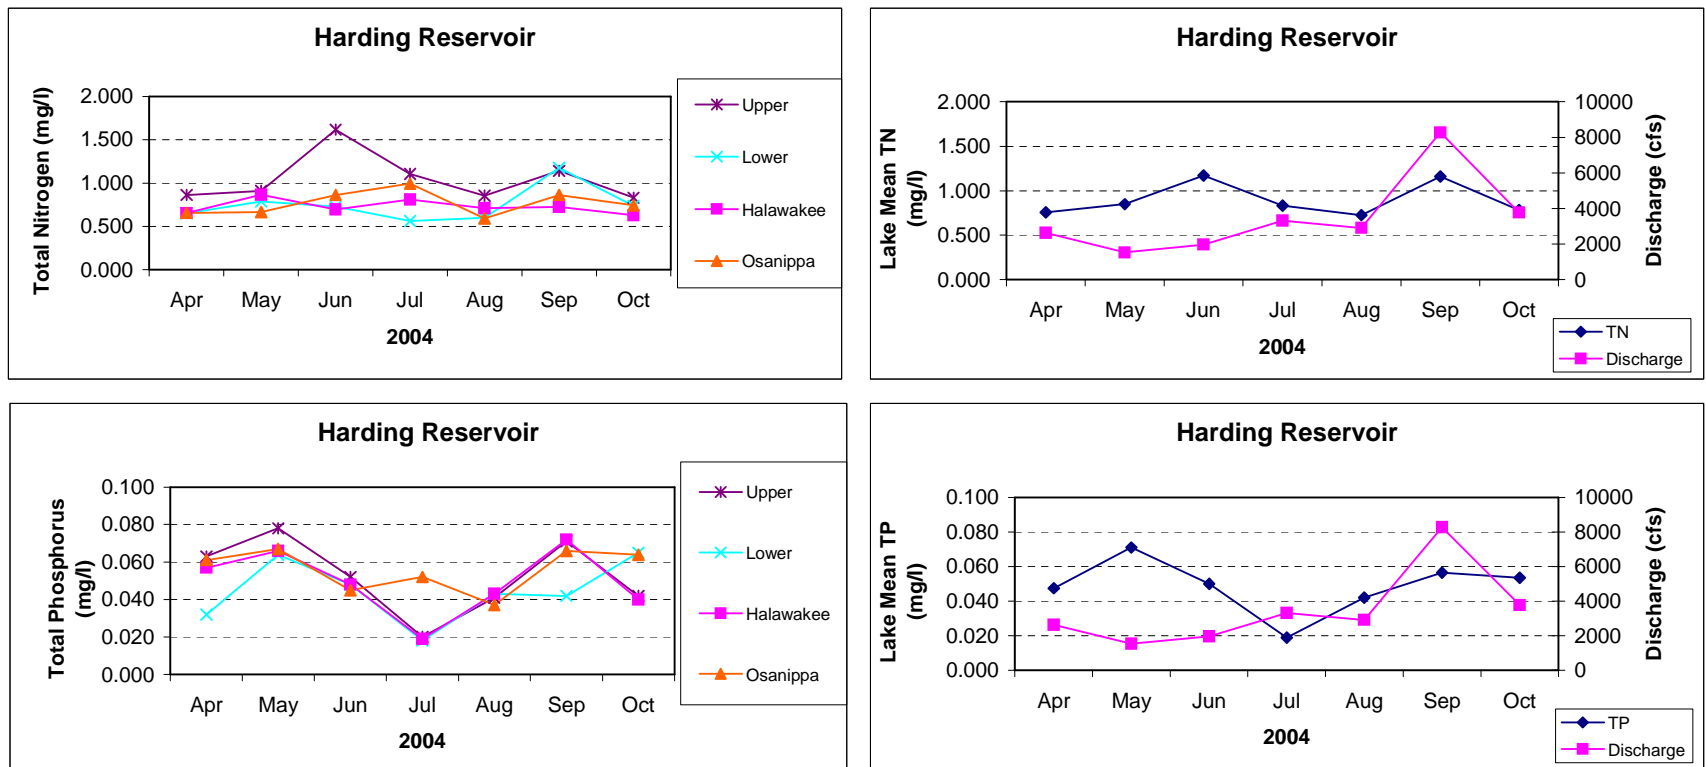 Harding Reservoir
Total Nitrogen (mg/l)
2.000
1.500
1.000
0.500
0.000
Apr May Jun Jul Aug Sep Oct
2004
Upper
Lower
Halawakee
Osanippa
Harding Reservoir
Lake Mean TN
(mg/l)
2.000
1.500
1.000
0.500
0.000
10000
8000
6000
4000
2000
0
Discharge (cfs)
Apr May Jun Jul Aug Sep Oct
2004
TN
Discharge
Harding Reservoir
Total Phosphorus
(mg/l)
0.100
0.080
0.060
0.040
0.020
0.000
Apr May Jun Jul Aug Sep Oct
2004
Upper
Lower
Halawakee
Osanippa
Harding Reservoir
Lake Mean TP
(mg/l)
0.100
0.080
0.060
0.040
0.020
0.000
10000
8000
6000
4000
2000
0
Discharge (cfs)
Apr May Jun Jul Aug Sep Oct
2004
TP
Discharge